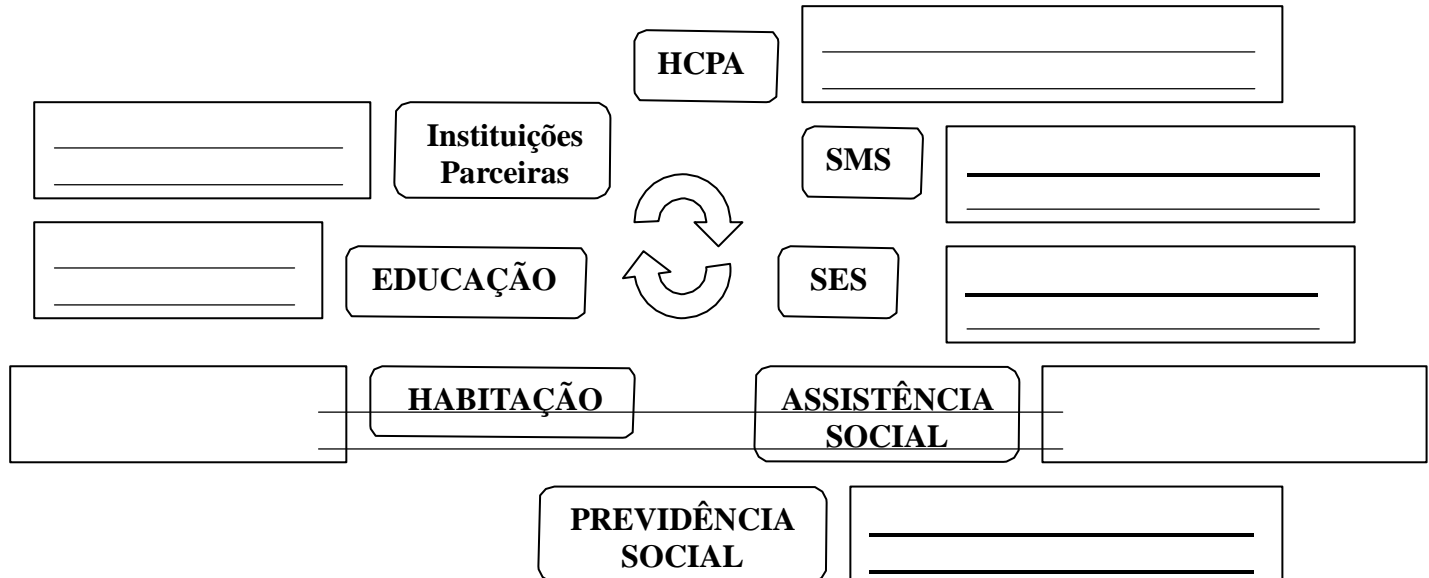 HCPA
Instituições
Parceiras
SMS
EDUCAÇÃO
SES
HABITAÇÃO
ASSISTÊNCIA
SOCIAL
PREVIDÊNCIA
SOCIAL